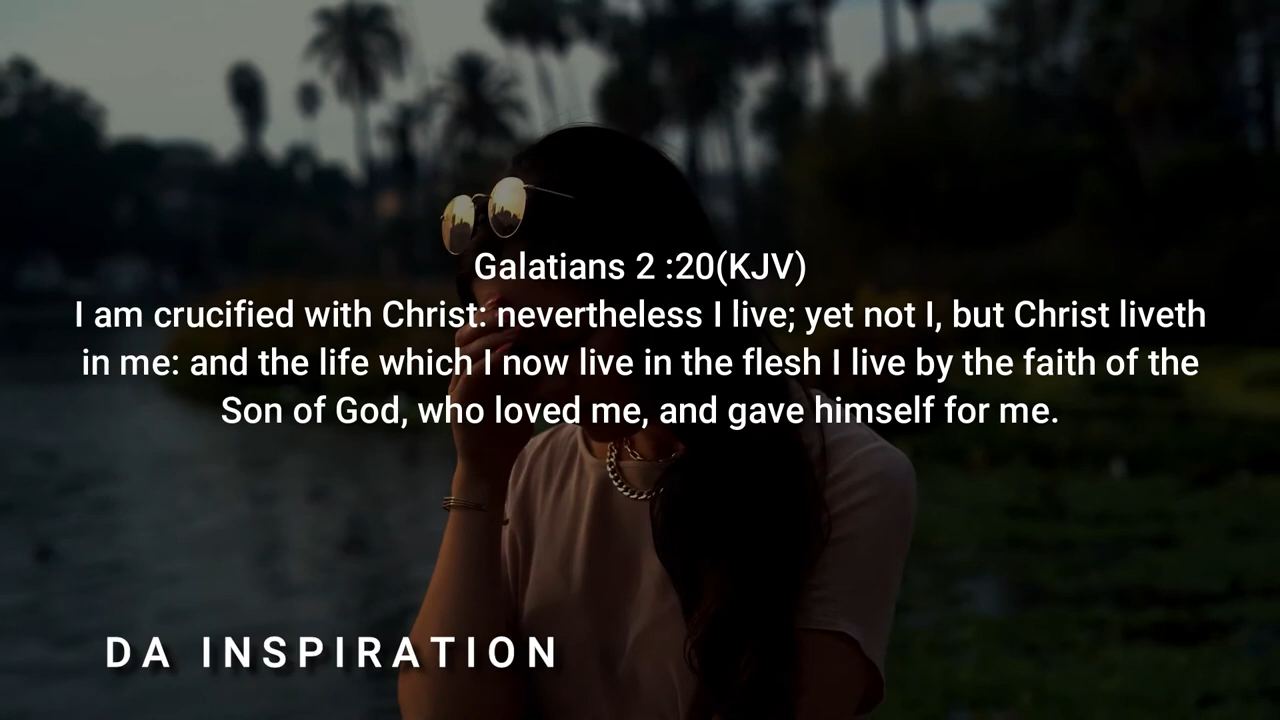 Galatians 2 :20(KJV)
I am crucified with Christ: nevertheless I live; yet not I, but Christ liveth
in me: and the life which I now live in the flesh I live by the faith of the
Son of God, who loved me, and gave himself for me.
DA INSPIRATION